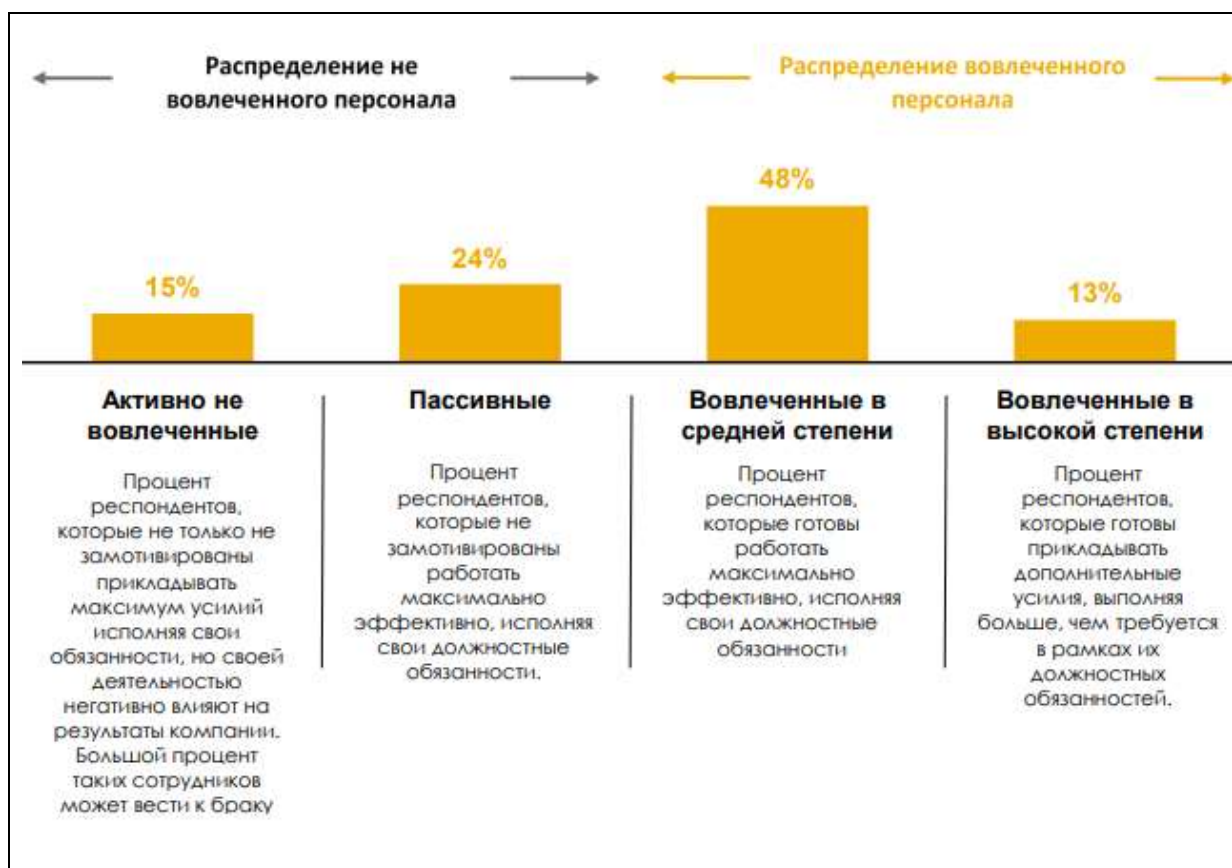 Распределение не
вовлеченного персонала
Распределение вовлеченного
персонала
15%
24%
48%
13%
Активно не
вовлеченные
Процент
респондентов,
которые не только не
замотивированы
прикладывать
максимум усилий
исполняя свои
обязанности, но своей
деятельностью
негативно влияют на
результаты компании.
Большой процент
таких сотрудников
может вести к браку
Пассивные
Процент
респондентов,
которые не
замотивированы
работать
максимально
эффективно, исполняя
свои должностные
обязанности.
Вовлеченные в
средней степени
Процент
респондентов,
которые готовы
работать
максимально
эффективно, исполняя
свои должностные
обязанности
Вовлеченные в
высокой степени
Процент
респондентов,
которые готовы
прикладывать
дополнительные
усилия, выполняя
больше, чем требуется
в рамках их
должностных
обязанностей.